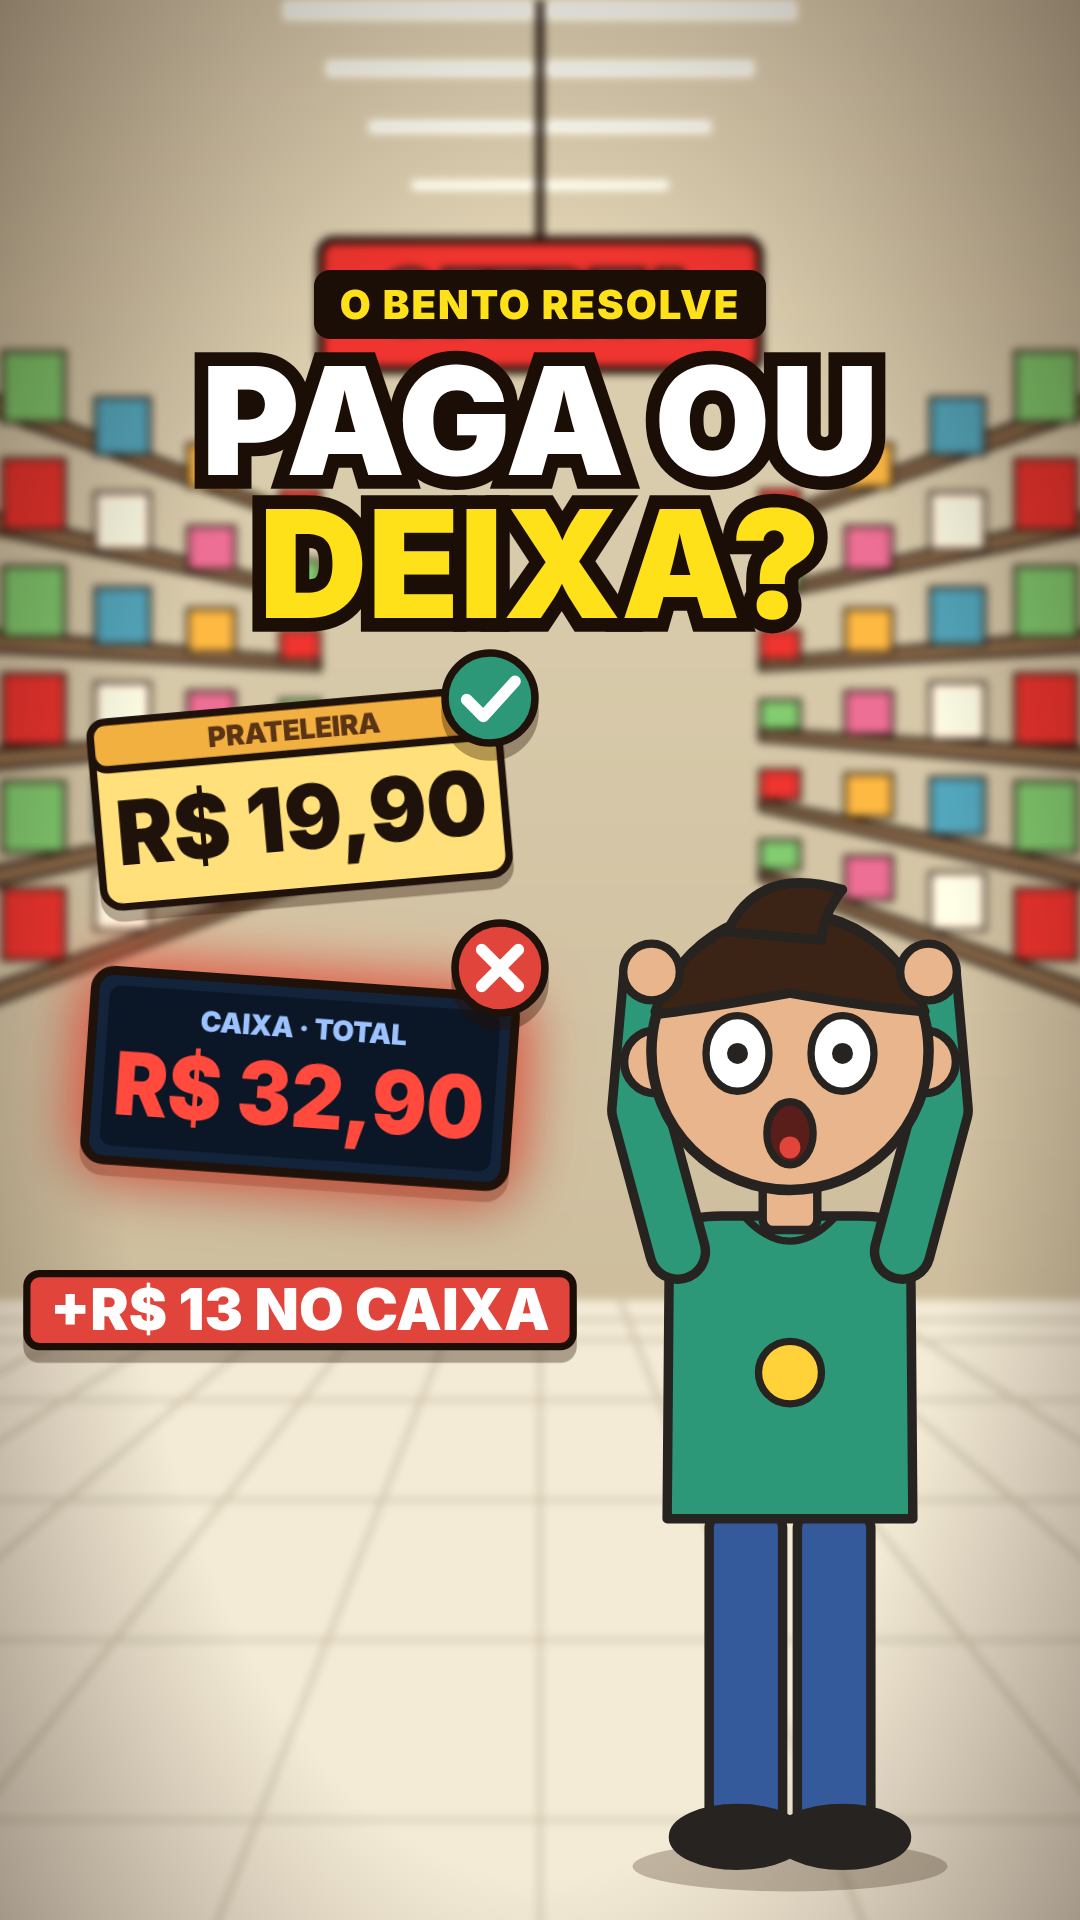 O BENTO RESOLVE
PAGA OU
DEIXA?
PRATELEIRA
R$ 19,90
CAIXA · TOTAL
R$ 32,90
+R$ 13 NO CAIXA